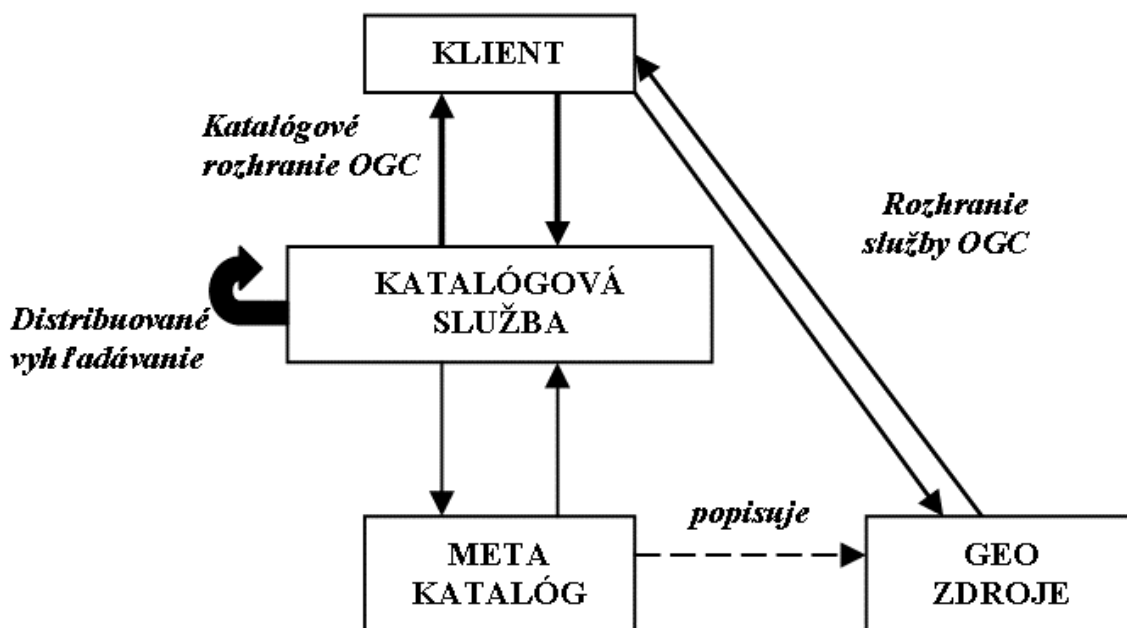 KLIENT
Katalógové
rozhranie OGC
Rozhranie
služby OGC
KATALÓGOVÁ
SLUŽBA
Distribuované
vyhľadávanie
popisuje
META
KATALÓG
GEO
ZDROJE